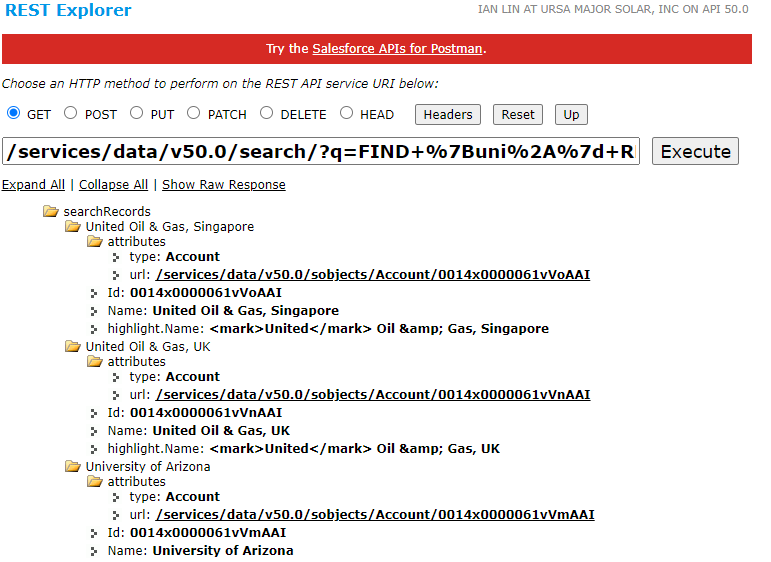 REST Explorer
IAN LIN AT URSA MAJOR SOLAR, INC ON API 50.0
Try the Salesforce APIs for Postman.
Choose an HTTP method to perform on the REST API service URI below:
GET POST PUT PATCH DELETE HEAD Headers Reset Up
/services/data/v50.0/search/?q=FIND+%7Buni%2A%7d+R Execute
Expand All | Collapse All | Show Raw Response
searchRecords
United Oil & Gas, Singapore
attributes
type: Account
url: /services/data/v50.0/sobjects/Account/0014x0000061vVoAAI
Id: 0014x0000061vVoAAI
Name: United Oil & Gas, Singapore
highlight.Name: <mark>United</mark> Oil &amp; Gas, Singapore
United Oil & Gas, UK
attributes
type: Account
url: /services/data/v50.0/sobjects/Account/0014x0000061vVnAAI
Id: 0014x0000061vVnAAI
Name: United Oil & Gas, UK
highlight.Name: <mark>United</mark> Oil &amp; Gas, UK
University of Arizona
attributes
type: Account
url: /services/data/v50.0/sobjects/Account/0014x0000061vVmAAI
Id: 0014x0000061vVmAAI
Name: University of Arizona